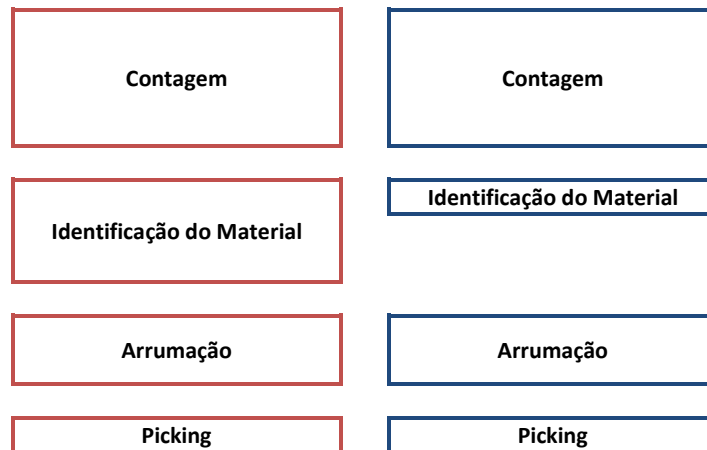 Contagem
Contagem
Identificação do Material
Identificação do Material
Arrumação
Arrumação
Picking
Picking